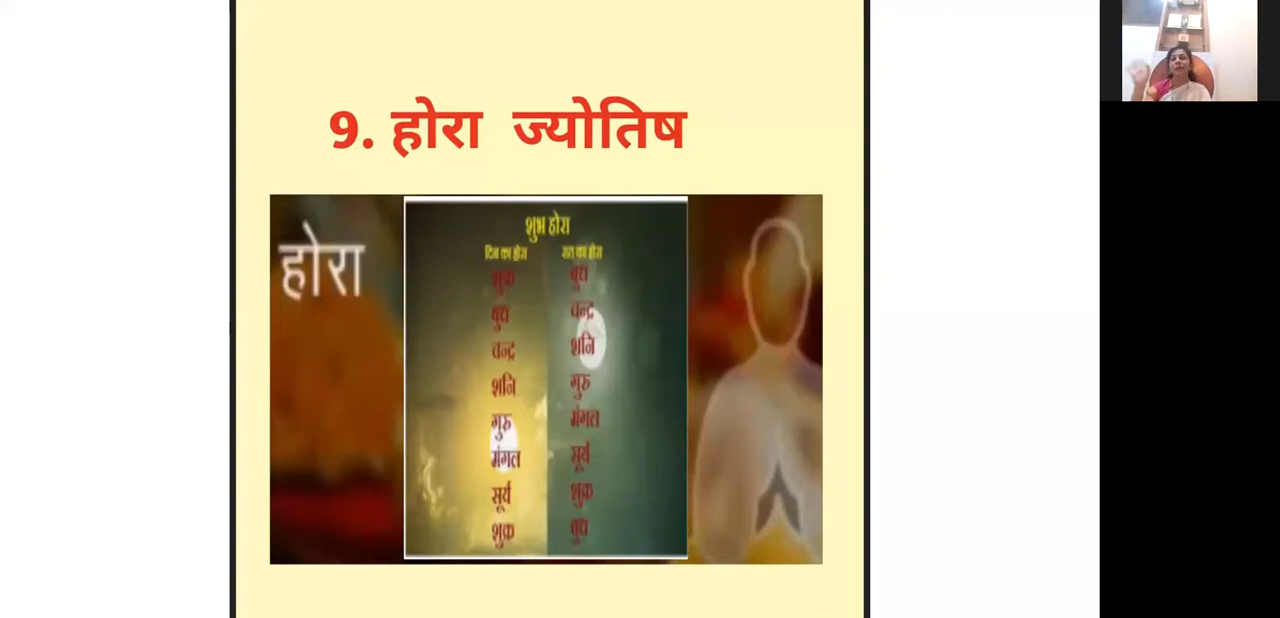 9. होरा ज्योतिष
होरा
शुभ होरा
दिन का होरा रात का होरा
शुक्र बुध
बुध चन्द्र
चन्द्र शनि
शनि गुरु
गुरु मंगल
मंगल सूर्य
सूर्य शुक्र
शुक्र बुध